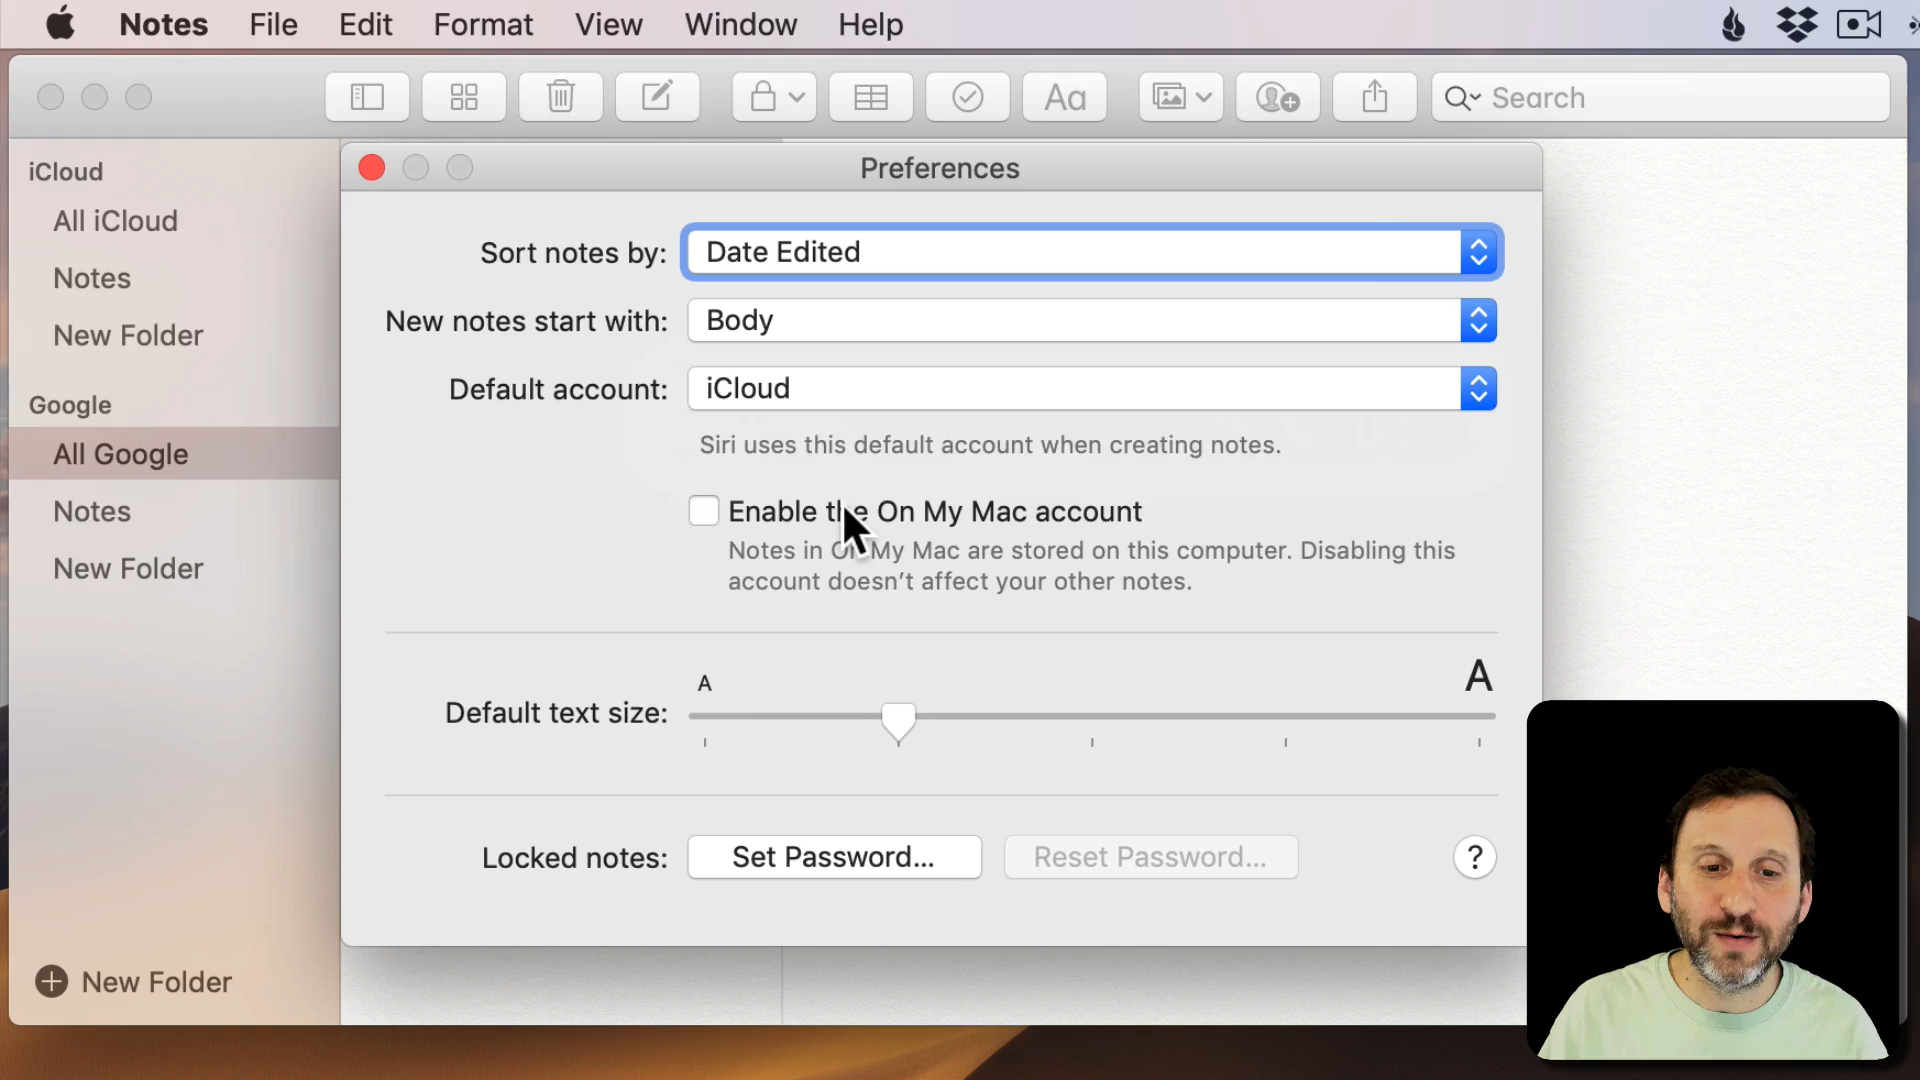 Notes File Edit Format View Window Help
Aa
Search
iCloud
All iCloud
Notes
New Folder
Google
All Google
Notes
New Folder
New Folder
Preferences
Sort notes by: Date Edited
New notes start with: Body
Default account: iCloud
Siri uses this default account when creating notes.
Enable the On My Mac account
Notes in On My Mac are stored on this computer. Disabling this
account doesn't affect your other notes.
A A
Default text size:
Locked notes: Set Password... Reset Password... ?